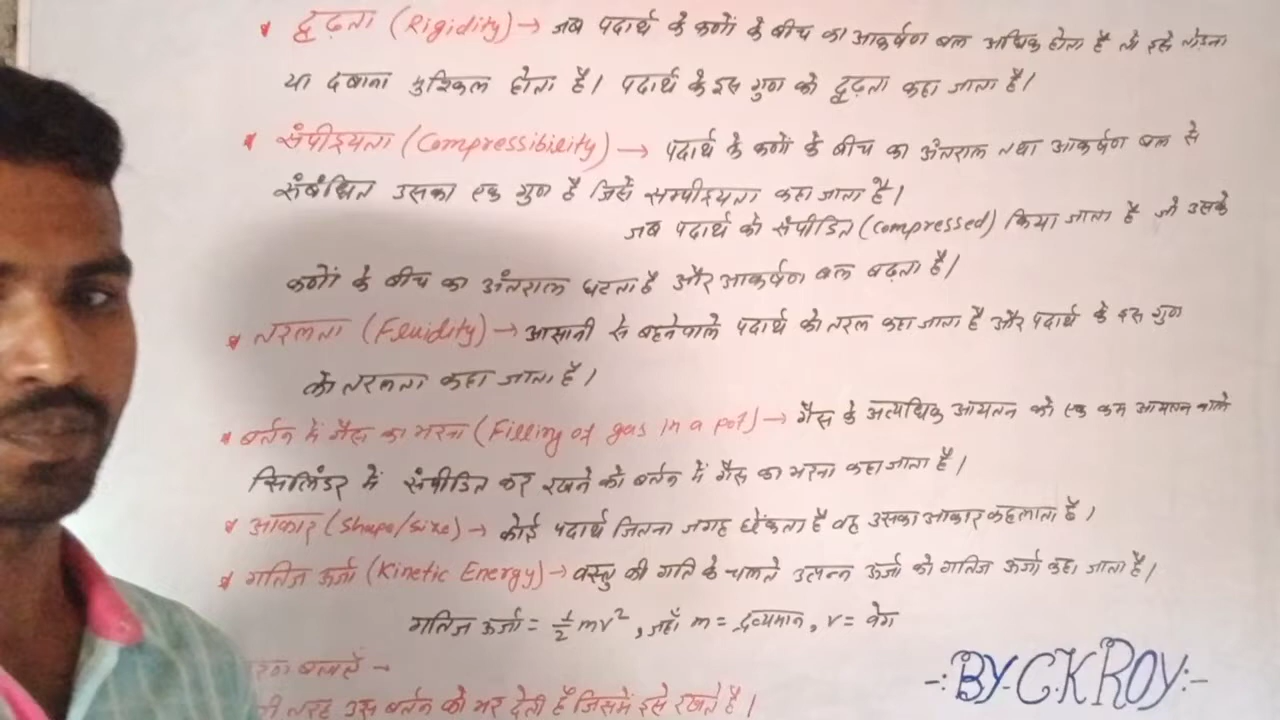 * दृढ़ता (Rigidity) → जब पदार्थ के कणों के बीच का आकर्षण बल अधिक होता है तो इसे तोड़ना
या दबाना मुश्किल होता है। पदार्थ के इस गुण को दृढ़ता कहा जाता है।
* संपीड्यता (Compressibility) → पदार्थ के कणों के बीच का अंतराल तथा आकर्षण बल से
संबंधित उसका एक गुण है जिसे सम्पीड्यता कहा जाता है।
जब पदार्थ को संपीडित (Compressed) किया जाता है तो उसके
कणों के बीच का अंतराल घटता है और आकर्षण बल बढ़ता है।
* तरलता (Fluidity) → आसानी से बहनेवाले पदार्थ को तरल कहा जाता है और पदार्थ के इस गुण
को तरलता कहा जाता है।
* बर्तन में गैस का भरना (Filling of gas in a pot) → गैस के अत्यधिक आयतन को एक कम आयतन वाले
सिलिंडर में संपीडित कर रखने को बर्तन में गैस का भरना कहा जाता है।
* आकार (Shape/Size) → कोई पदार्थ जितना जगह छेंकता है वह उसका आकार कहलाता है।
* गतिज ऊर्जा (Kinetic Energy) → वस्तु की गति के चलते उत्पन्न ऊर्जा को गतिज ऊर्जा कहा जाता है।
गतिज ऊर्जा = 1/2 mv², जहाँ m = द्रव्यमान, v = वेग
बतावें →
तरह उस बर्तन को भर देती है जिसमें इसे रखते है।
-: BY C K ROY :-